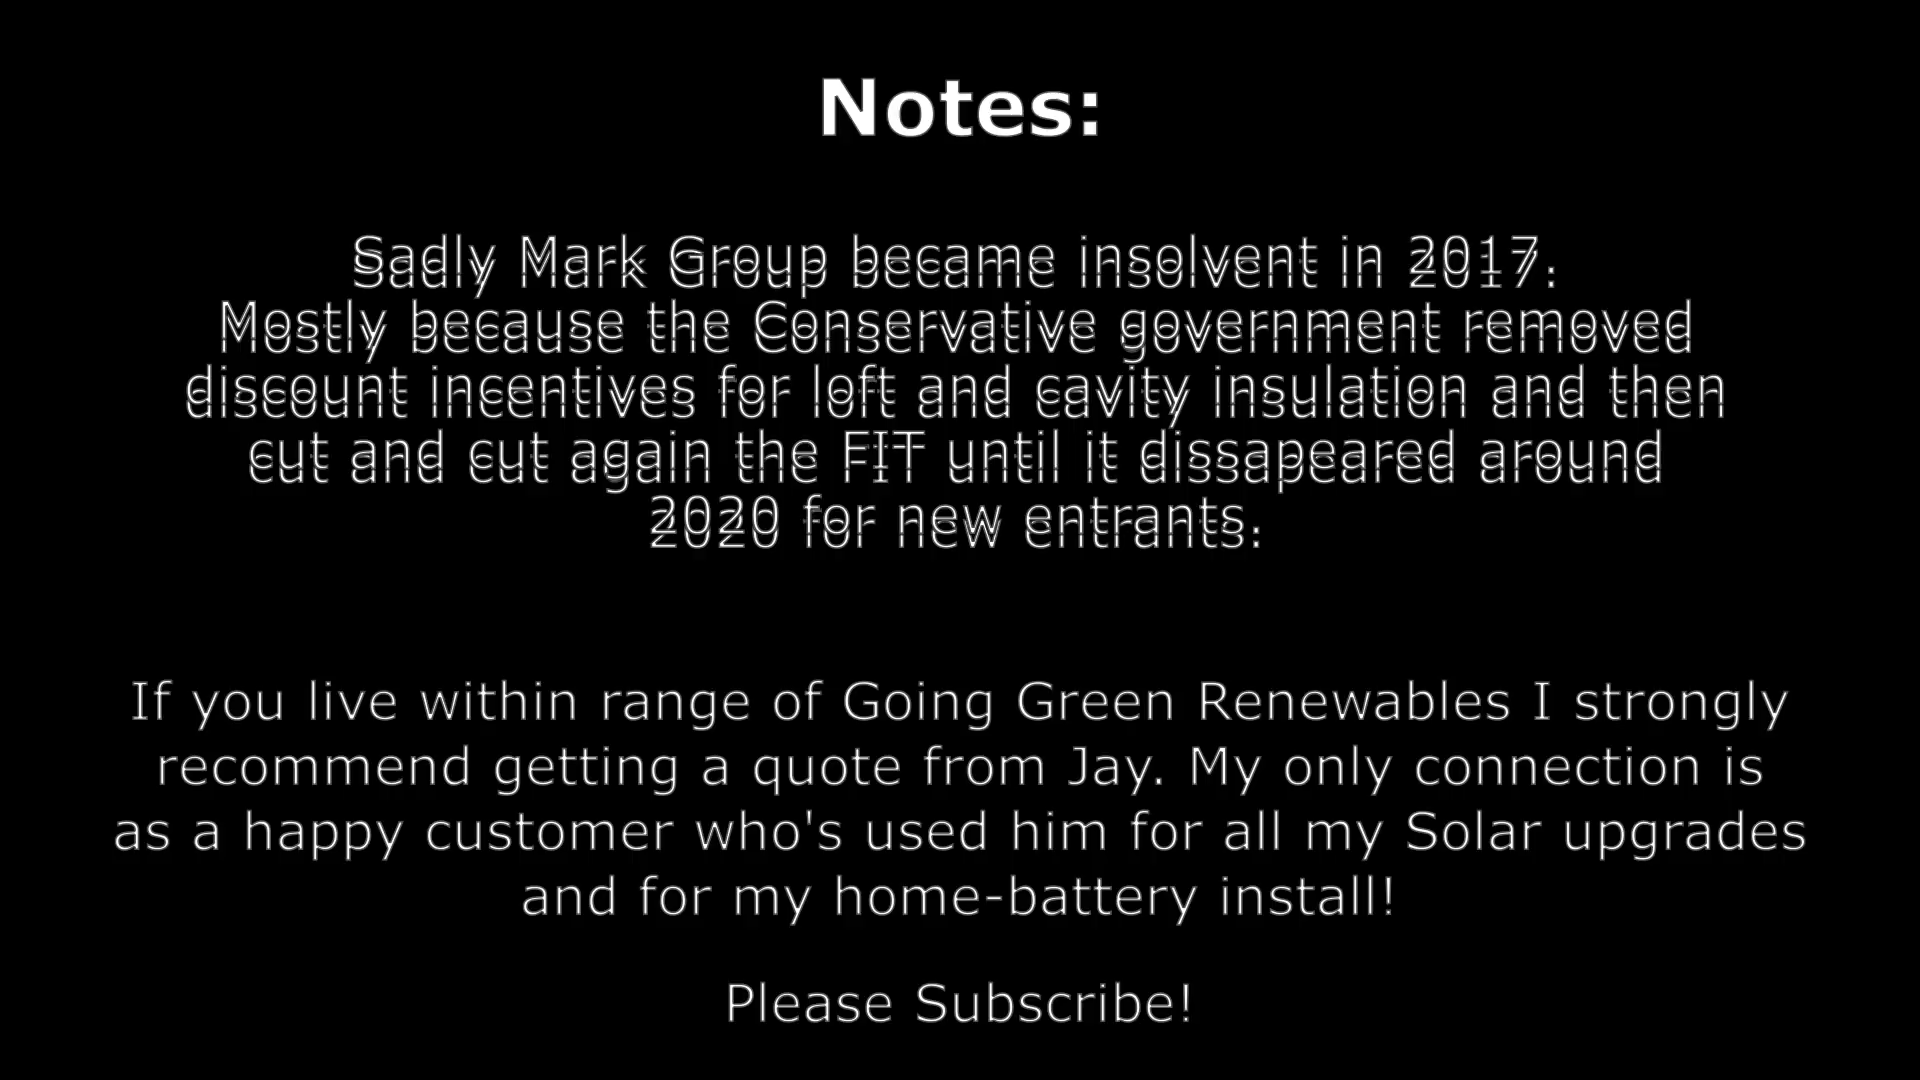 Notes:
Sadly Mark Group became insolvent in 2017.
Mostly because the Conservative government removed
discount incentives for loft and cavity insulation and then
cut and cut again the FIT until it dissapeared around
2020 for new entrants.
If you live within range of Going Green Renewables I strongly
recommend getting a quote from Jay. My only connection is
as a happy customer who's used him for all my Solar upgrades
and for my home-battery install!
Please Subscribe!